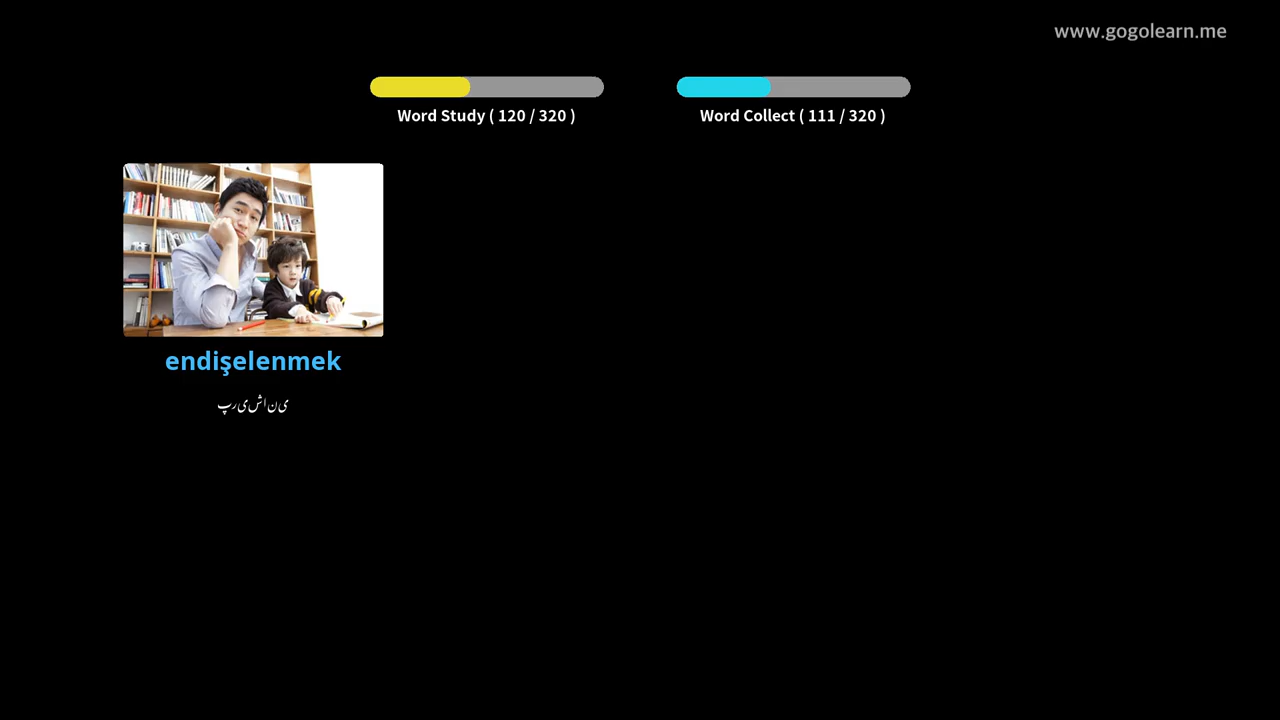 www.gogolearn.me
Word Study ( 120 / 320 )
Word Collect ( 111 / 320 )
endişelenmek
پریشانی